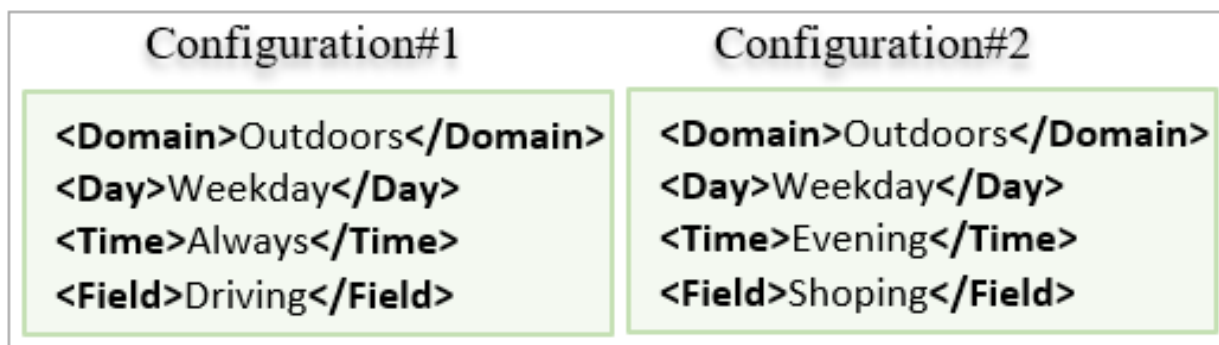 Configuration#1
<Domain>Outdoors</Domain>
<Day>Weekday</Day>
<Time>Always</Time>
<Field>Driving</Field>
Configuration#2
<Domain>Outdoors</Domain>
<Day>Weekday</Day>
<Time>Evening</Time>
<Field>Shoping</Field>